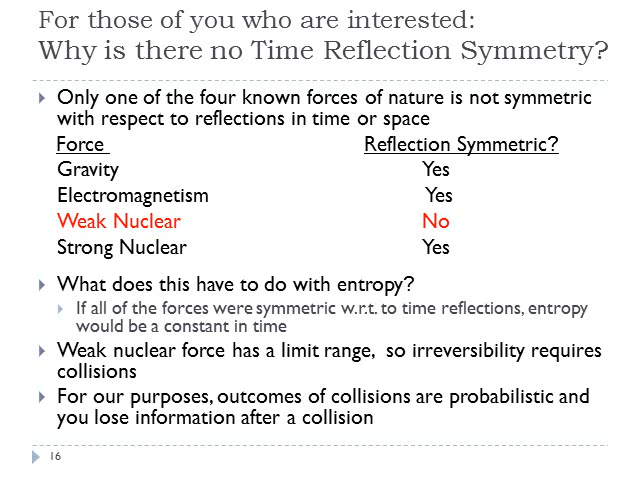 For those of you who are interested:
Why is there no Time Reflection Symmetry?
Only one of the four known forces of nature is not symmetric
with respect to reflections in time or space
Force Reflection Symmetric?
Gravity Yes
Electromagnetism Yes
Weak Nuclear No
Strong Nuclear Yes
What does this have to do with entropy?
If all of the forces were symmetric w.r.t. to time reflections, entropy
would be a constant in time
Weak nuclear force has a limit range, so irreversibility requires
collisions
For our purposes, outcomes of collisions are probabilistic and
you lose information after a collision
16